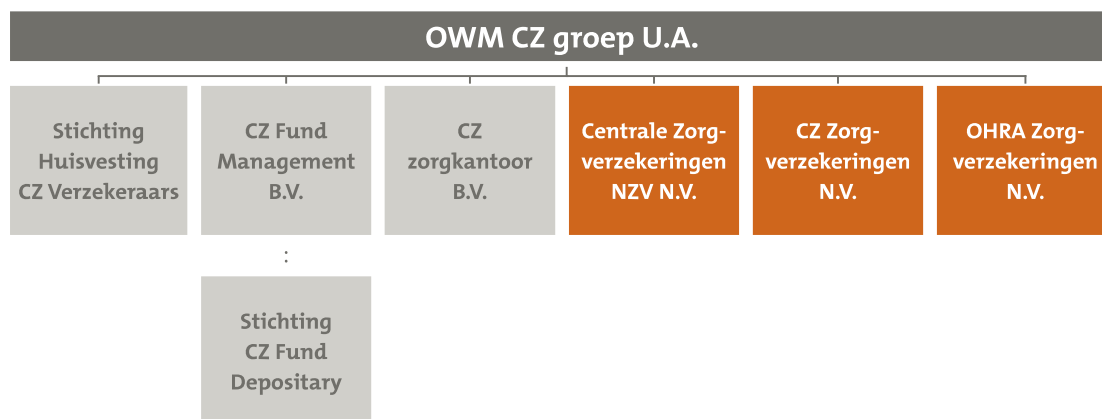 OWM CZ groep U.A.
Stichting
Huisvesting
CZ Verzekeraars
CZ Fund
Management
B.V.
CZ
zorgkantoor
B.V.
Centrale Zorg-
verzekeringen
NZV N.V.
CZ Zorg-
verzekeringen
N.V.
OHRA Zorg-
verzekeringen
N.V.
:
Stichting
CZ Fund
Depositary